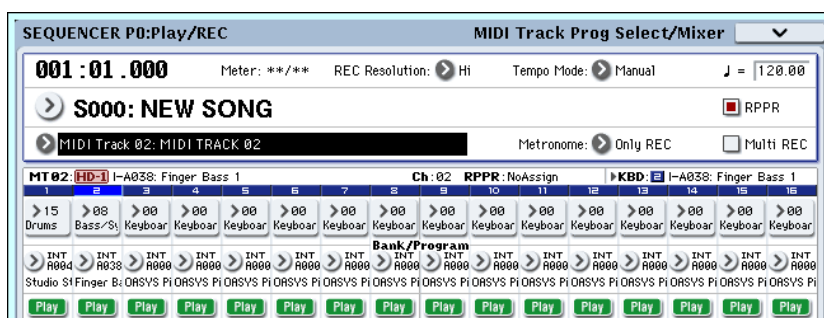 SEQUENCER P0:Play/REC MIDI Track Prog Select/Mixer
001:01.000 Meter: **/** REC Resolution: Hi Tempo Mode: Manual ♩ = 120.00
S000: NEW SONG RPPR
MIDI Track 02: MIDI TRACK 02 Metronome: Only REC Multi REC
MT02: HD-1 I-A038: Finger Bass 1 Ch:02 RPPR:NoAssign KBD: 2 I-A038: Finger Bass 1
1 2 3 4 5 6 7 8 9 10 11 12 13 14 15 16
15 08 00 00 00 00 00 00 00 00 00 00 00 00 00 00
Drums Bass/Sy Keyboar Keyboar Keyboar Keyboar Keyboar Keyboar Keyboar Keyboar Keyboar Keyboar Keyboar Keyboar Keyboar Keyboar
Bank/Program
INT INT INT INT INT INT INT INT INT INT INT INT INT INT INT INT
A004 A038 A000 A000 A000 A000 A000 A000 A000 A000 A000 A000 A000 A000 A000 A000
Studio St Finger Ba OASYS Pi OASYS Pi OASYS Pi OASYS Pi OASYS Pi OASYS Pi OASYS Pi OASYS Pi OASYS Pi OASYS Pi OASYS Pi OASYS Pi OASYS Pi OASYS Pi
Play Play Play Play Play Play Play Play Play Play Play Play Play Play Play Play